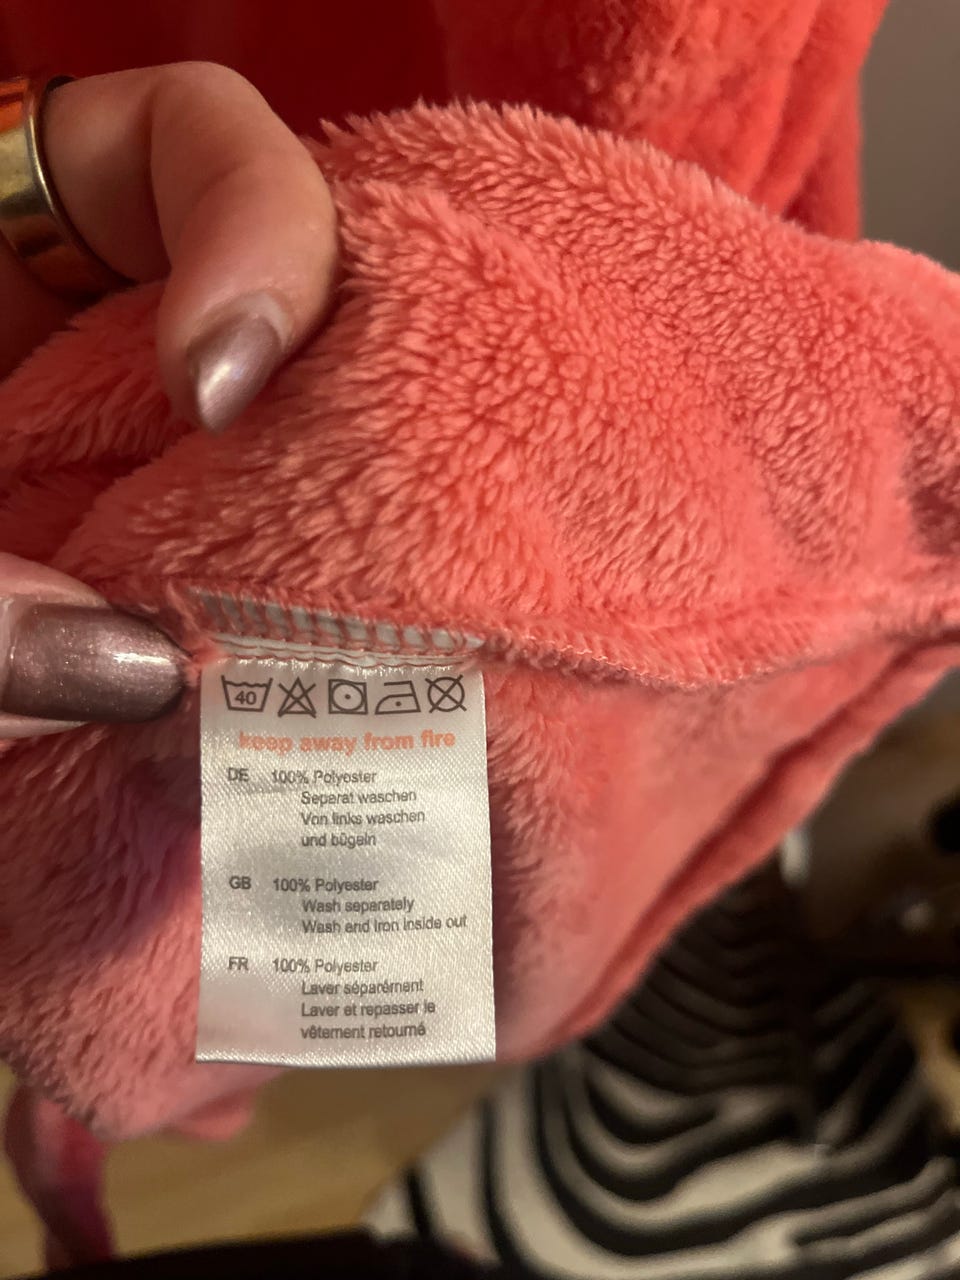 40
keep away from fire
DE 100% Polyester
Separat waschen
Von links waschen
und bügeln
GB 100% Polyester
Wash separately
Wash and iron inside out
FR 100% Polyester
Laver séparément
Laver et repasser le
vêtement retourné